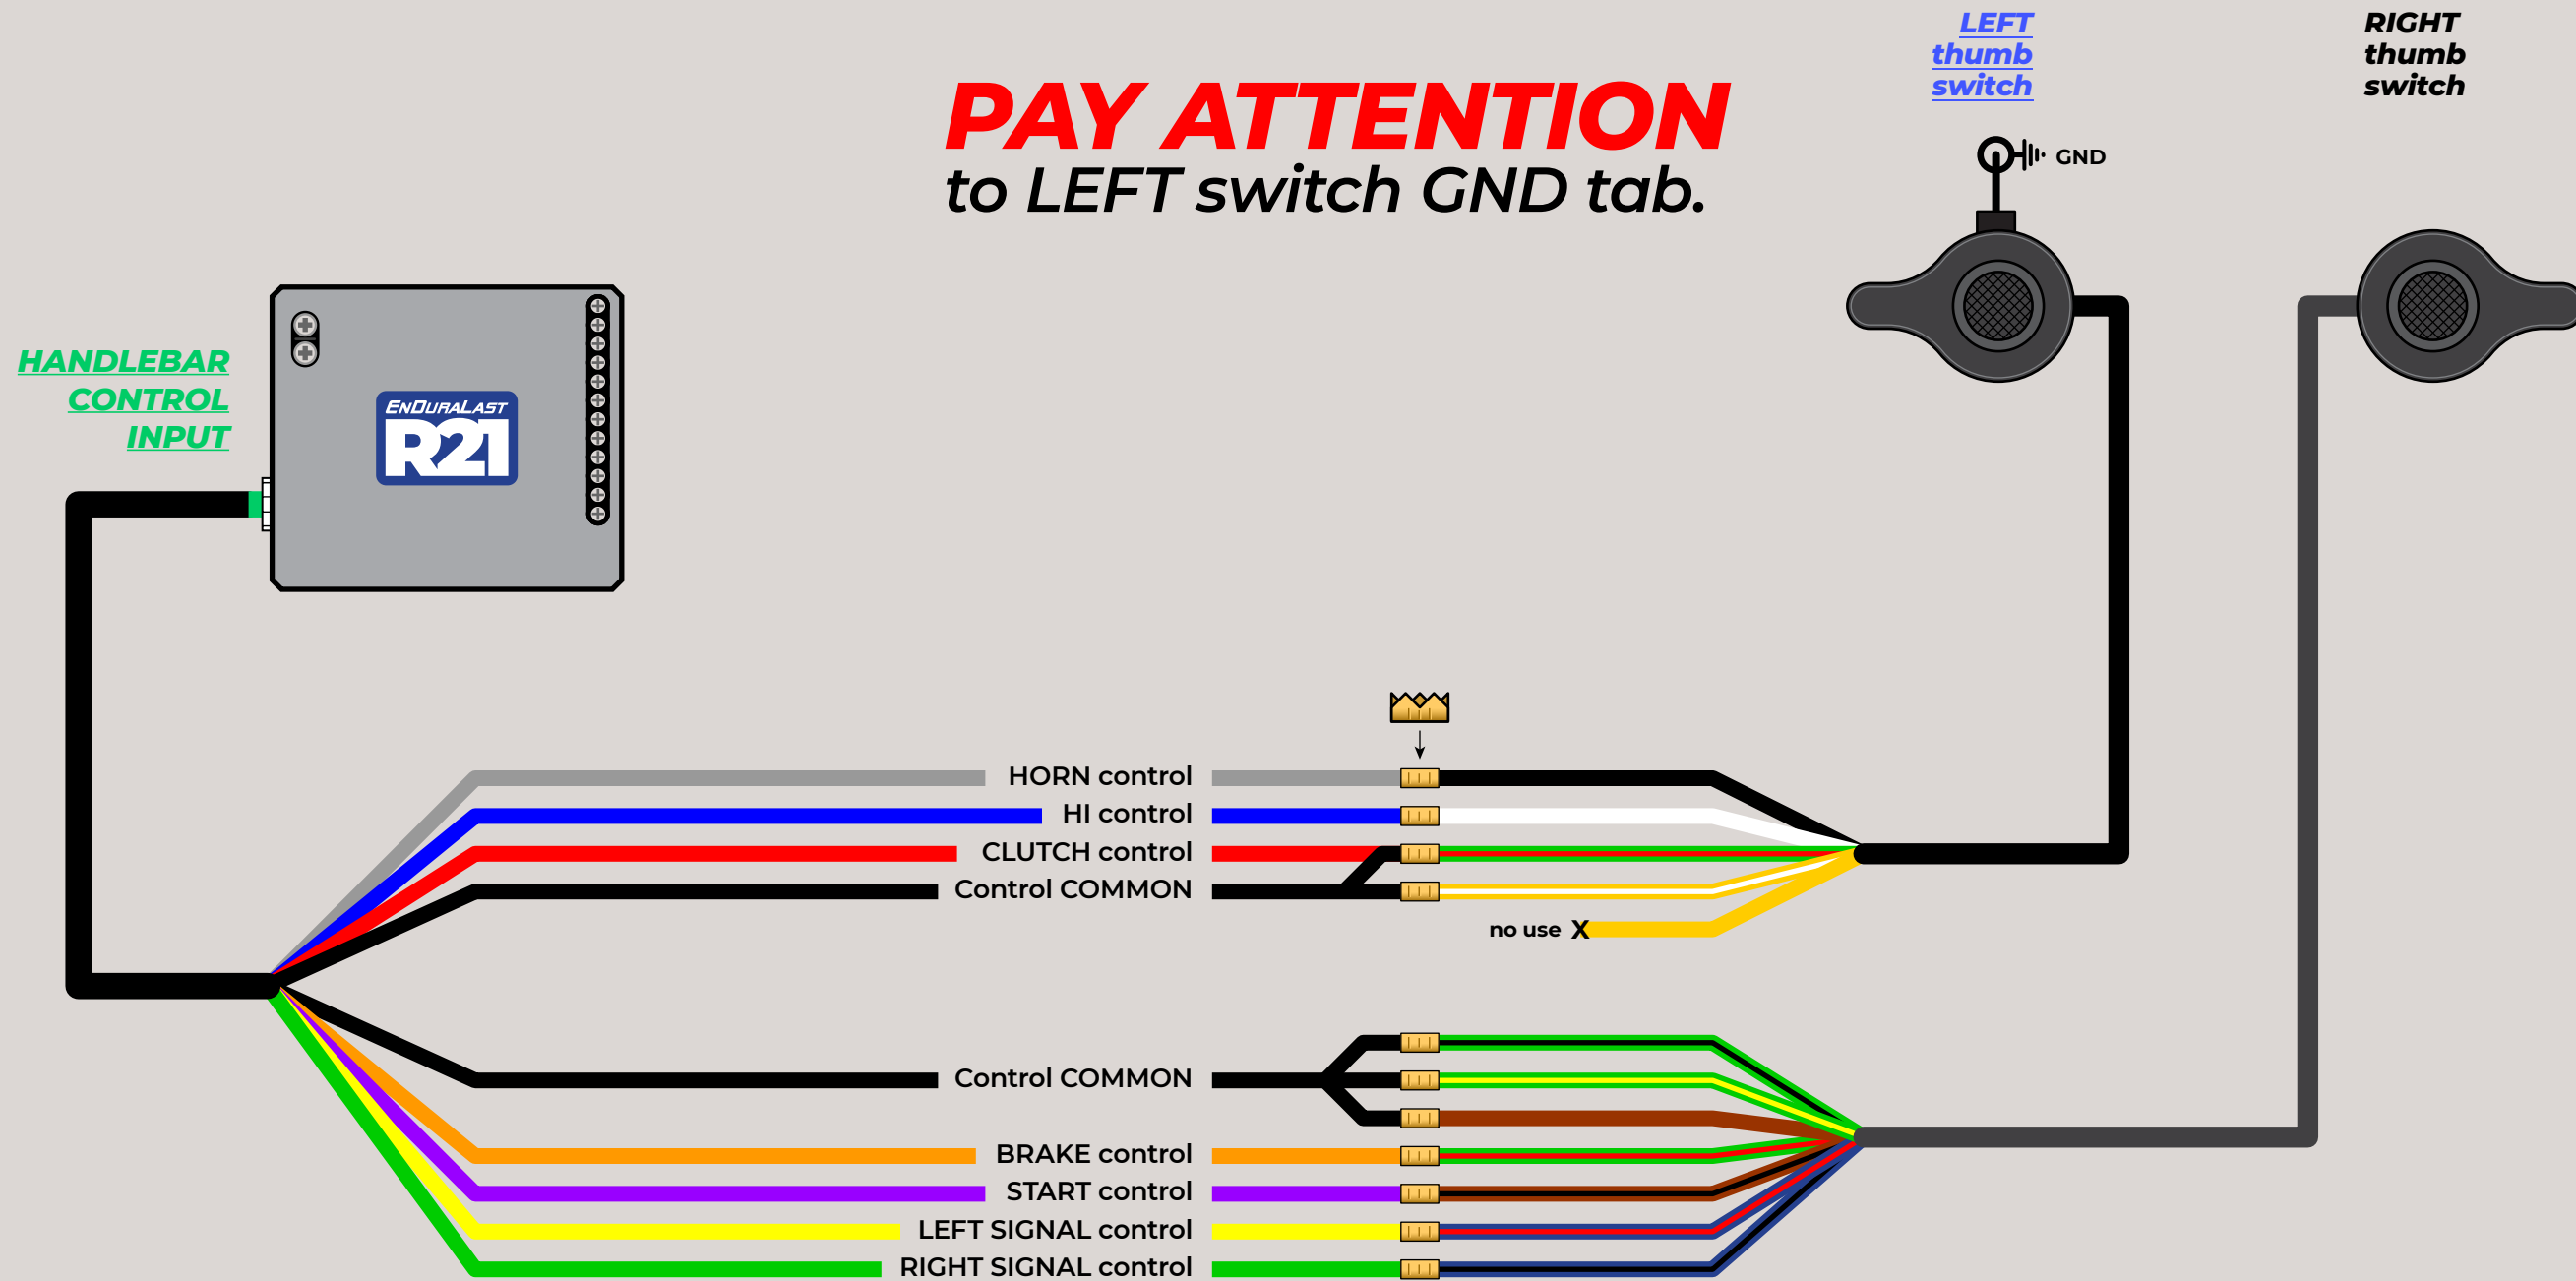 LEFT
thumb
switch
RIGHT
thumb
switch
PAY ATTENTION
to LEFT switch GND tab.
GND
HANDLEBAR
CONTROL
INPUT
ENDURALAST
R21
HORN control
HI control
CLUTCH control
Control COMMON
no use X
Control COMMON
BRAKE control
START control
LEFT SIGNAL control
RIGHT SIGNAL control